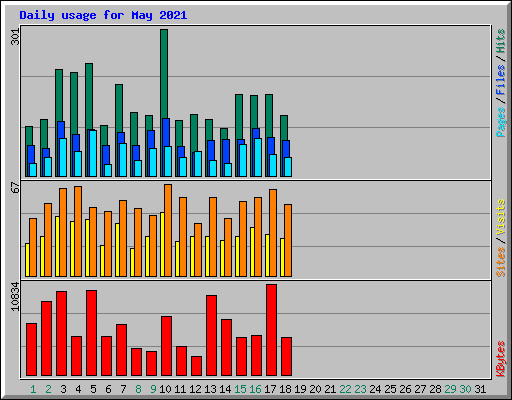 Daily usage for May 2021
301
67
10834
Pages / Files / Hits
Sites / Visits
KBytes
1 2 3 4 5 6 7 8 9 10 11 12 13 14 15 16 17 18 19 20 21 22 23 24 25 26 27 28 29 30 31